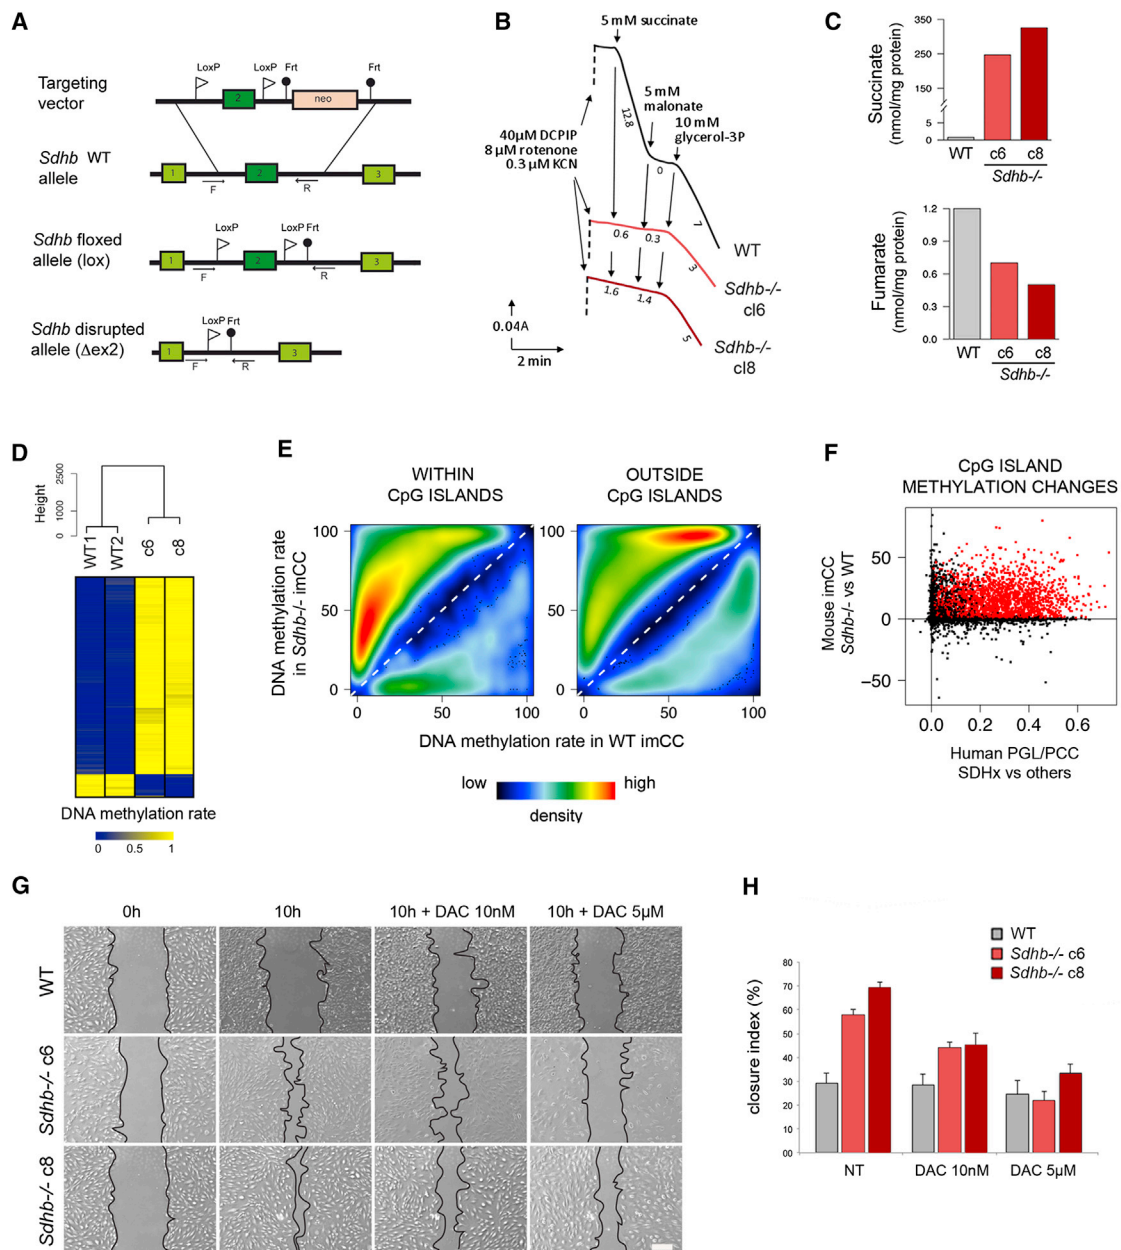 A
LoxP
LoxP
Frt
Frt
Targeting
vector
2
neo
Sdhb WT
allele
1
2
3
F
R
LoxP
LoxP Frt
Sdhb floxed
allele (lox)
1
2
3
F
R
LoxP Frt
Sdhb disrupted
allele (Δex2)
1
3
F
R
B
5 mM succinate
5 mM
malonate
10 mM
glycerol-3P
40µM DCPIP
8 µM rotenone
0.3 µM KCN
12.8
0
7
WT
0.6
0.3
3
Sdhb-/-
cl6
1.6
1.4
5
Sdhb-/-
cl8
0.04A
2 min
C
Succinate
(nmol/mg protein)
350
250
150
5
0
WT
c6
c8
Sdhb-/-
Fumarate
(nmol/mg protein)
1.2
0.9
0.6
0.3
0.0
WT
c6
c8
Sdhb-/-
D
Height
2500
1000
0
WT1
WT2
c6
c8
DNA methylation rate
0
0.5
1
E
WITHIN
CpG ISLANDS
OUTSIDE
CpG ISLANDS
DNA methylation rate
in Sdhb-/- imCC
100
50
0
0
50
100
100
50
0
0
50
100
DNA methylation rate in WT imCC
low
high
density
F
CpG ISLAND
METHYLATION CHANGES
Mouse imCC
Sdhb-/- vs WT
50
0
−50
0.0
0.2
0.4
0.6
Human PGL/PCC
SDHx vs others
G
0h
10h
10h + DAC 10nM
10h + DAC 5µM
WT
Sdhb-/- c6
Sdhb-/- c8
H
WT
Sdhb-/- c6
Sdhb-/- c8
closure index (%)
80
70
60
50
40
30
20
10
00
NT
DAC 10nM
DAC 5µM